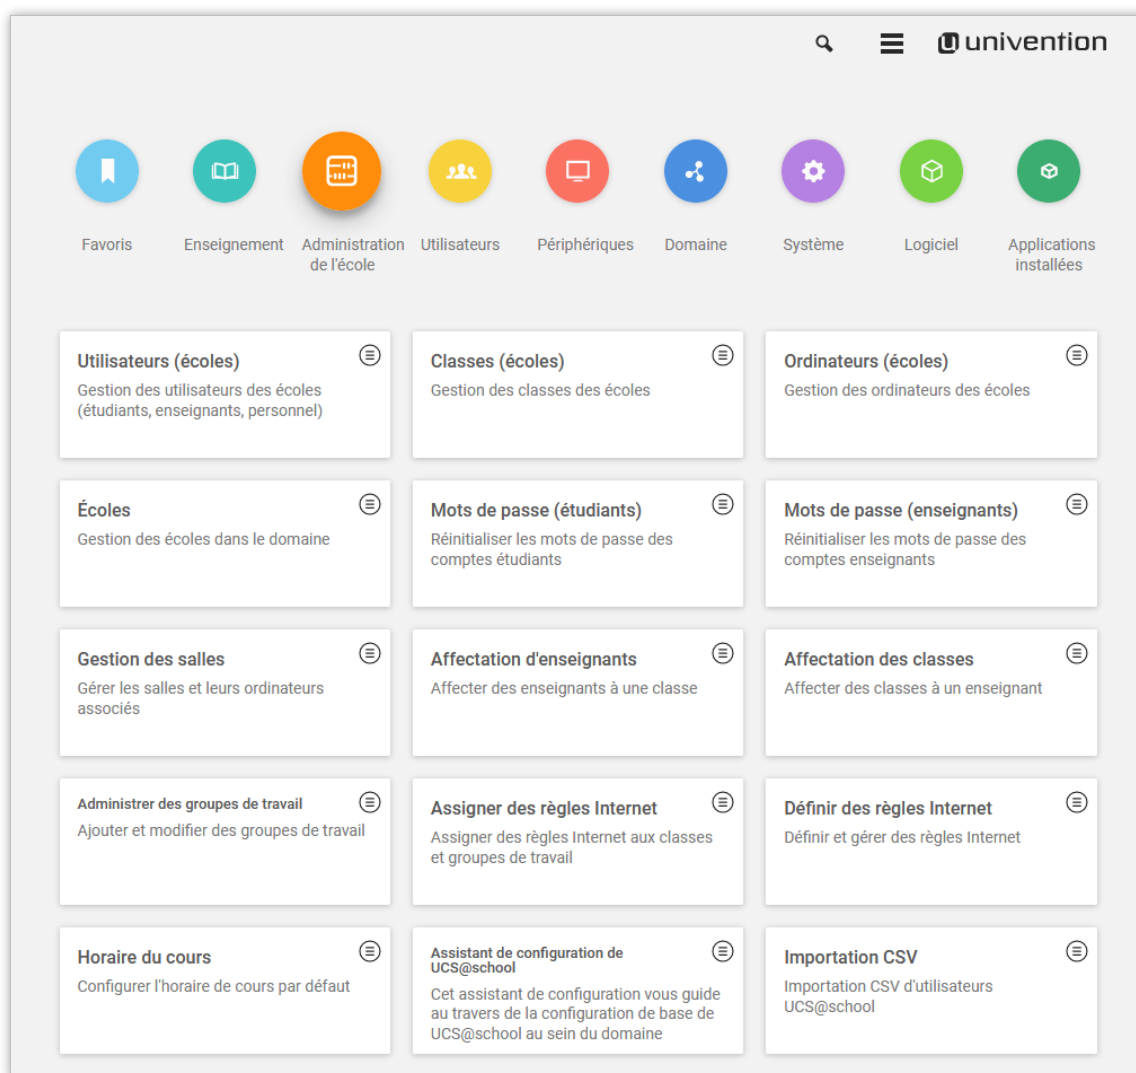 univention
Favoris
Enseignement
Administration
de l'école
Utilisateurs
Périphériques
Domaine
Système
Logiciel
Applications
installées
Utilisateurs (écoles)
Gestion des utilisateurs des écoles
(étudiants, enseignants, personnel)
Classes (écoles)
Gestion des classes des écoles
Ordinateurs (écoles)
Gestion des ordinateurs des écoles
Écoles
Gestion des écoles dans le domaine
Mots de passe (étudiants)
Réinitialiser les mots de passe des
comptes étudiants
Mots de passe (enseignants)
Réinitialiser les mots de passe des
comptes enseignants
Gestion des salles
Gérer les salles et leurs ordinateurs
associés
Affectation d'enseignants
Affecter des enseignants à une classe
Affectation des classes
Affecter des classes à un enseignant
Administrer des groupes de travail
Ajouter et modifier des groupes de travail
Assigner des règles Internet
Assigner des règles Internet aux classes
et groupes de travail
Définir des règles Internet
Définir et gérer des règles Internet
Horaire du cours
Configurer l'horaire de cours par défaut
Assistant de configuration de
UCS@school
Cet assistant de configuration vous guide
au travers de la configuration de base de
UCS@school au sein du domaine
Importation CSV
Importation CSV d'utilisateurs
UCS@school